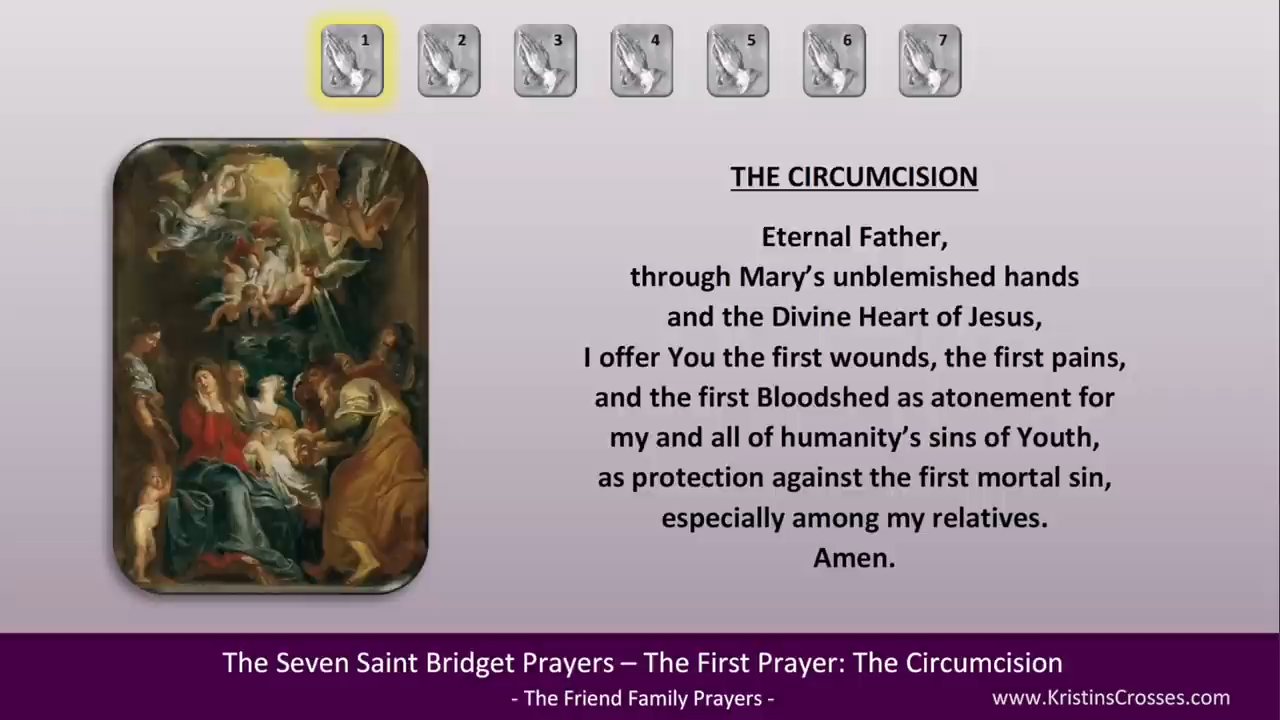 1
2
3
4
5
6
7
THE CIRCUMCISION
Eternal Father,
through Mary’s unblemished hands
and the Divine Heart of Jesus,
I offer You the first wounds, the first pains,
and the first Bloodshed as atonement for
my and all of humanity’s sins of Youth,
as protection against the first mortal sin,
especially among my relatives.
Amen.
The Seven Saint Bridget Prayers – The First Prayer: The Circumcision
- The Friend Family Prayers -
www.KristinsCrosses.com